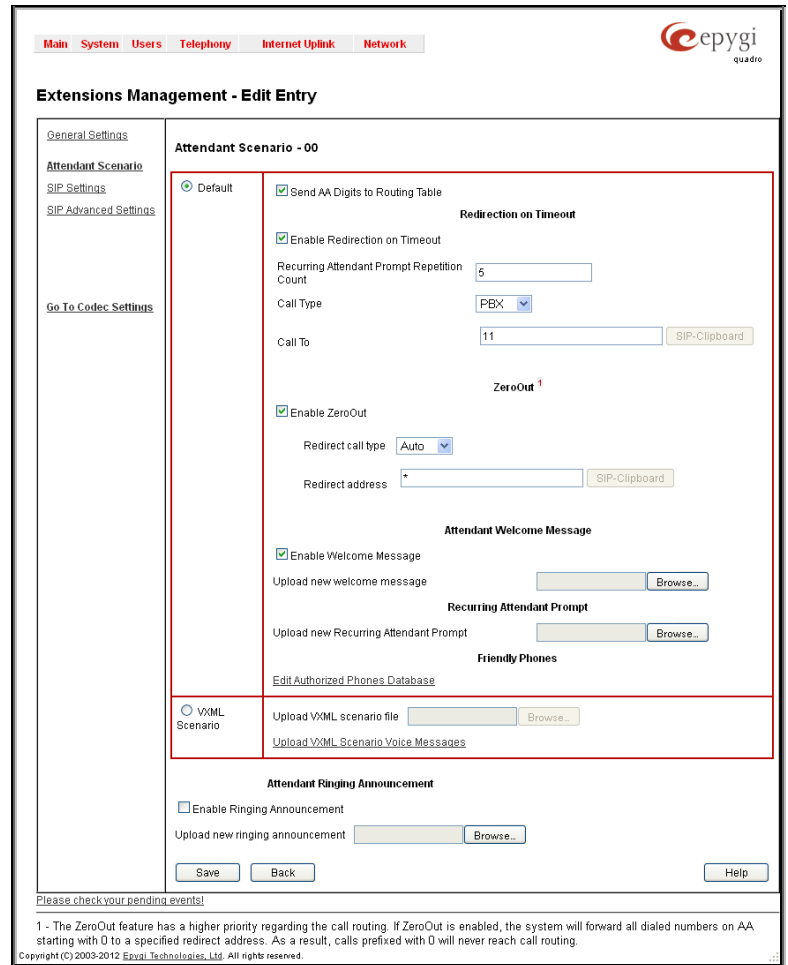 Main System Users Telephony Internet Uplink Network
epygi
quadro
Extensions Management - Edit Entry
General Settings
Attendant Scenario
SIP Settings
SIP Advanced Settings
Go To Codec Settings
Attendant Scenario - 00
Default
Send AA Digits to Routing Table
Redirection on Timeout
Enable Redirection on Timeout
Recurring Attendant Prompt Repetition
Count
5
Call Type
PBX
Call To
11
SIP-Clipboard
ZeroOut 1
Enable ZeroOut
Redirect call type
Auto
Redirect address
*
SIP-Clipboard
Attendant Welcome Message
Enable Welcome Message
Upload new welcome message
Browse...
Recurring Attendant Prompt
Upload new Recurring Attendant Prompt
Browse...
Friendly Phones
Edit Authorized Phones Database
VXML
Scenario
Upload VXML scenario file
Browse...
Upload VXML Scenario Voice Messages
Attendant Ringing Announcement
Enable Ringing Announcement
Upload new ringing announcement
Browse...
Save
Back
Help
Please check your pending events!
1 - The ZeroOut feature has a higher priority regarding the call routing. If ZeroOut is enabled, the system will forward all dialed numbers on AA
starting with 0 to a specified redirect address. As a result, calls prefixed with 0 will never reach call routing.
Copyright (C) 2003-2012 Epygi Technologies, Ltd. All rights reserved.